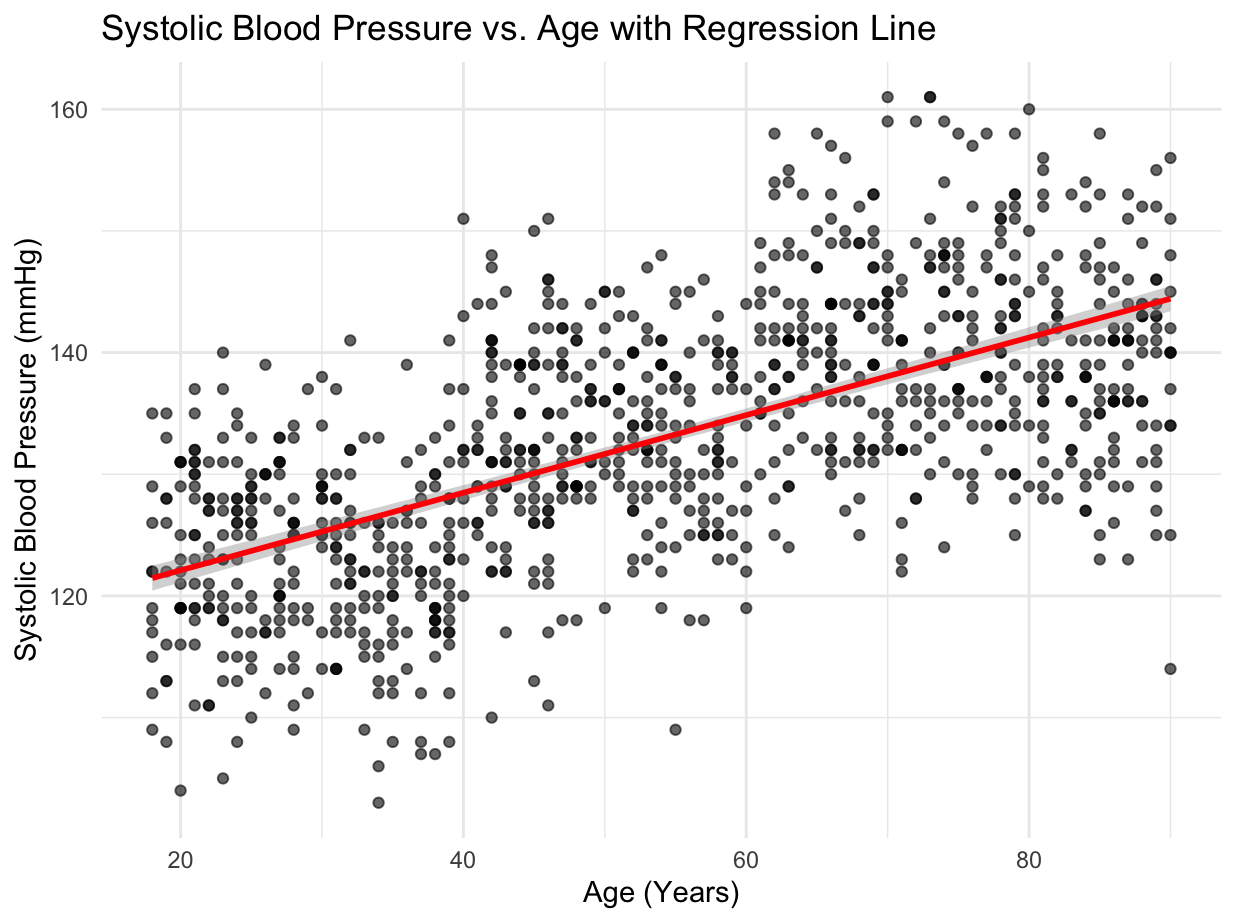 Systolic Blood Pressure vs. Age with Regression Line
160
140
120
Systolic Blood Pressure (mmHg)
20 40 60 80
Age (Years)